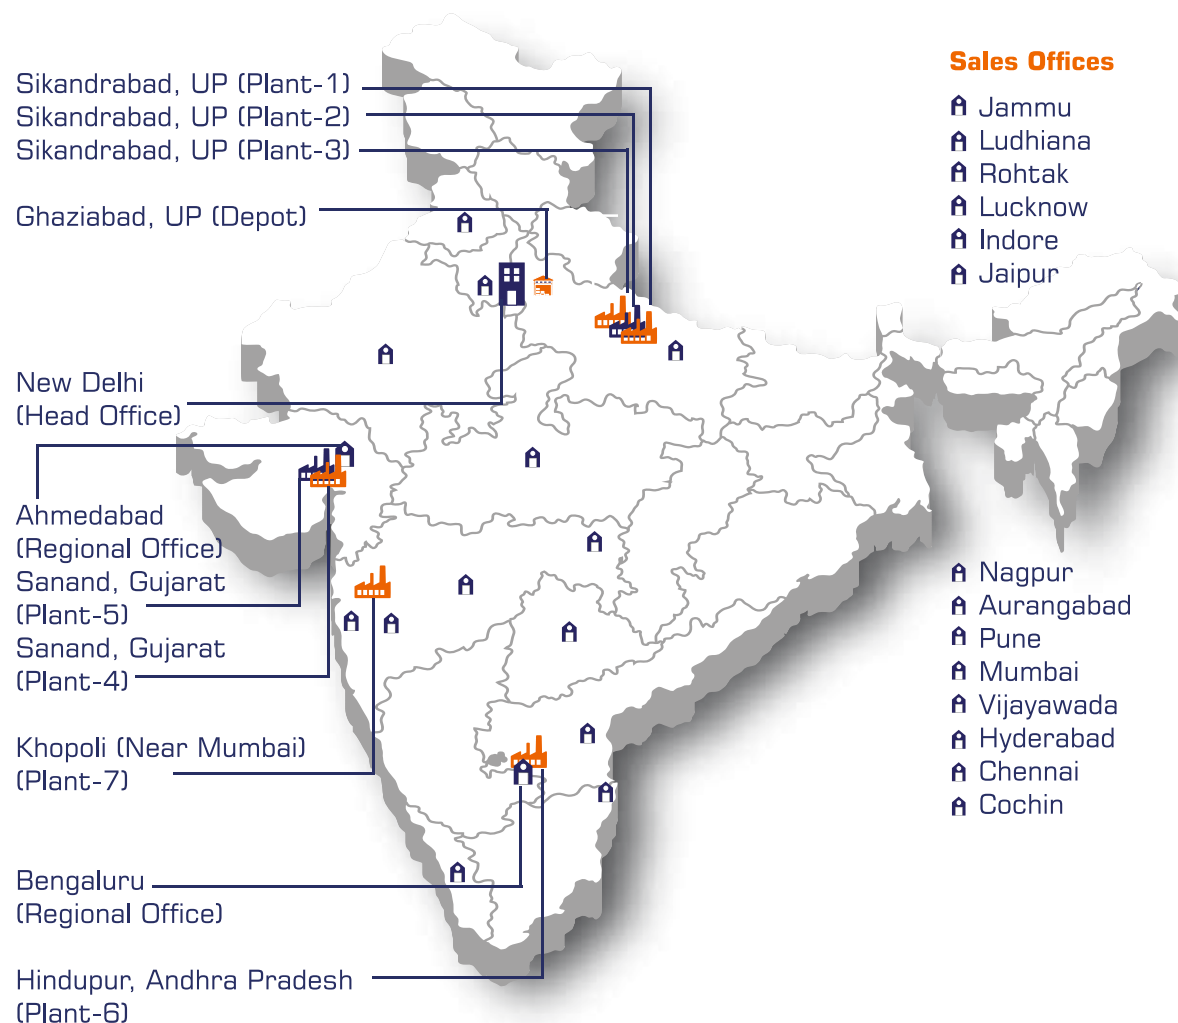 Sikandrabad, UP (Plant-1)
Sikandrabad, UP (Plant-2)
Sikandrabad, UP (Plant-3)
Ghaziabad, UP (Depot)
New Delhi
(Head Office)
Ahmedabad
(Regional Office)
Sanand, Gujarat
(Plant-5)
Sanand, Gujarat
(Plant-4)
Khopoli (Near Mumbai)
(Plant-7)
Bengaluru
(Regional Office)
Hindupur, Andhra Pradesh
(Plant-6)
Sales Offices
Jammu
Ludhiana
Rohtak
Lucknow
Indore
Jaipur
Nagpur
Aurangabad
Pune
Mumbai
Vijayawada
Hyderabad
Chennai
Cochin